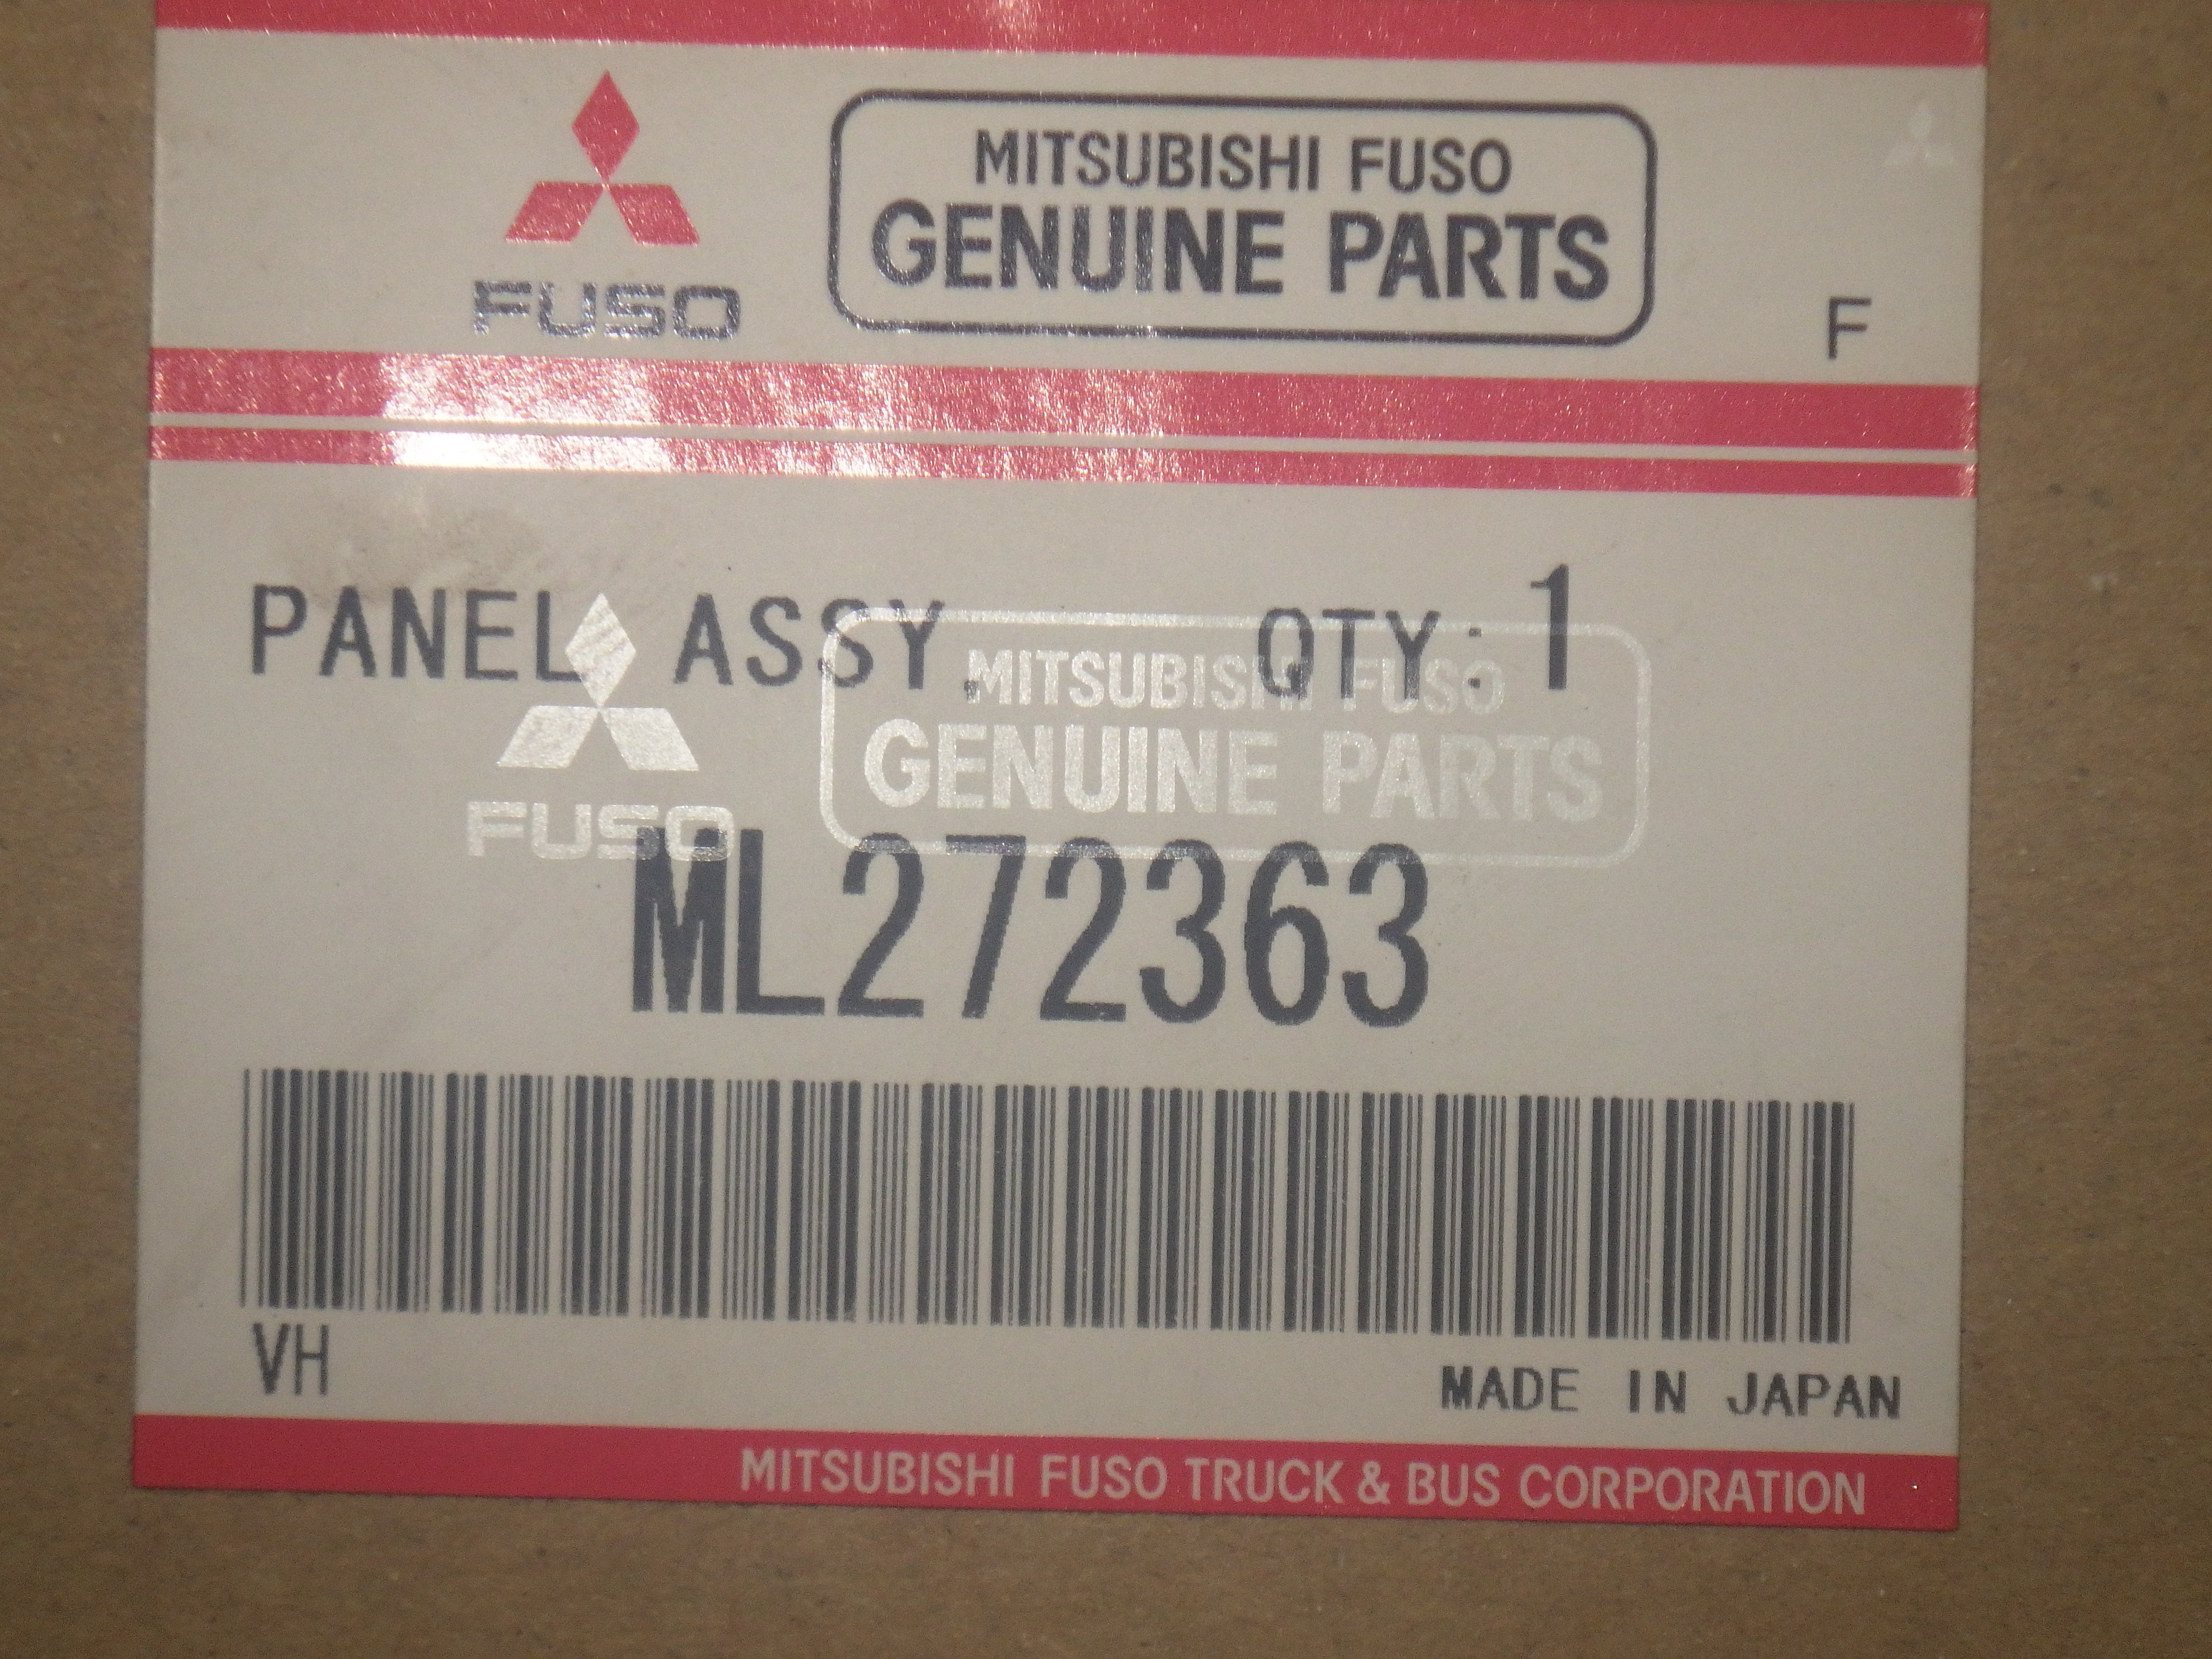 MITSUBISHI FUSO
GENUINE PARTS
FUSO
F
PANEL ASSY. QTY:1
MITSUBISHI FUSO
GENUINE PARTS
FUSO
ML272363
VH
MADE IN JAPAN
MITSUBISHI FUSO TRUCK & BUS CORPORATION